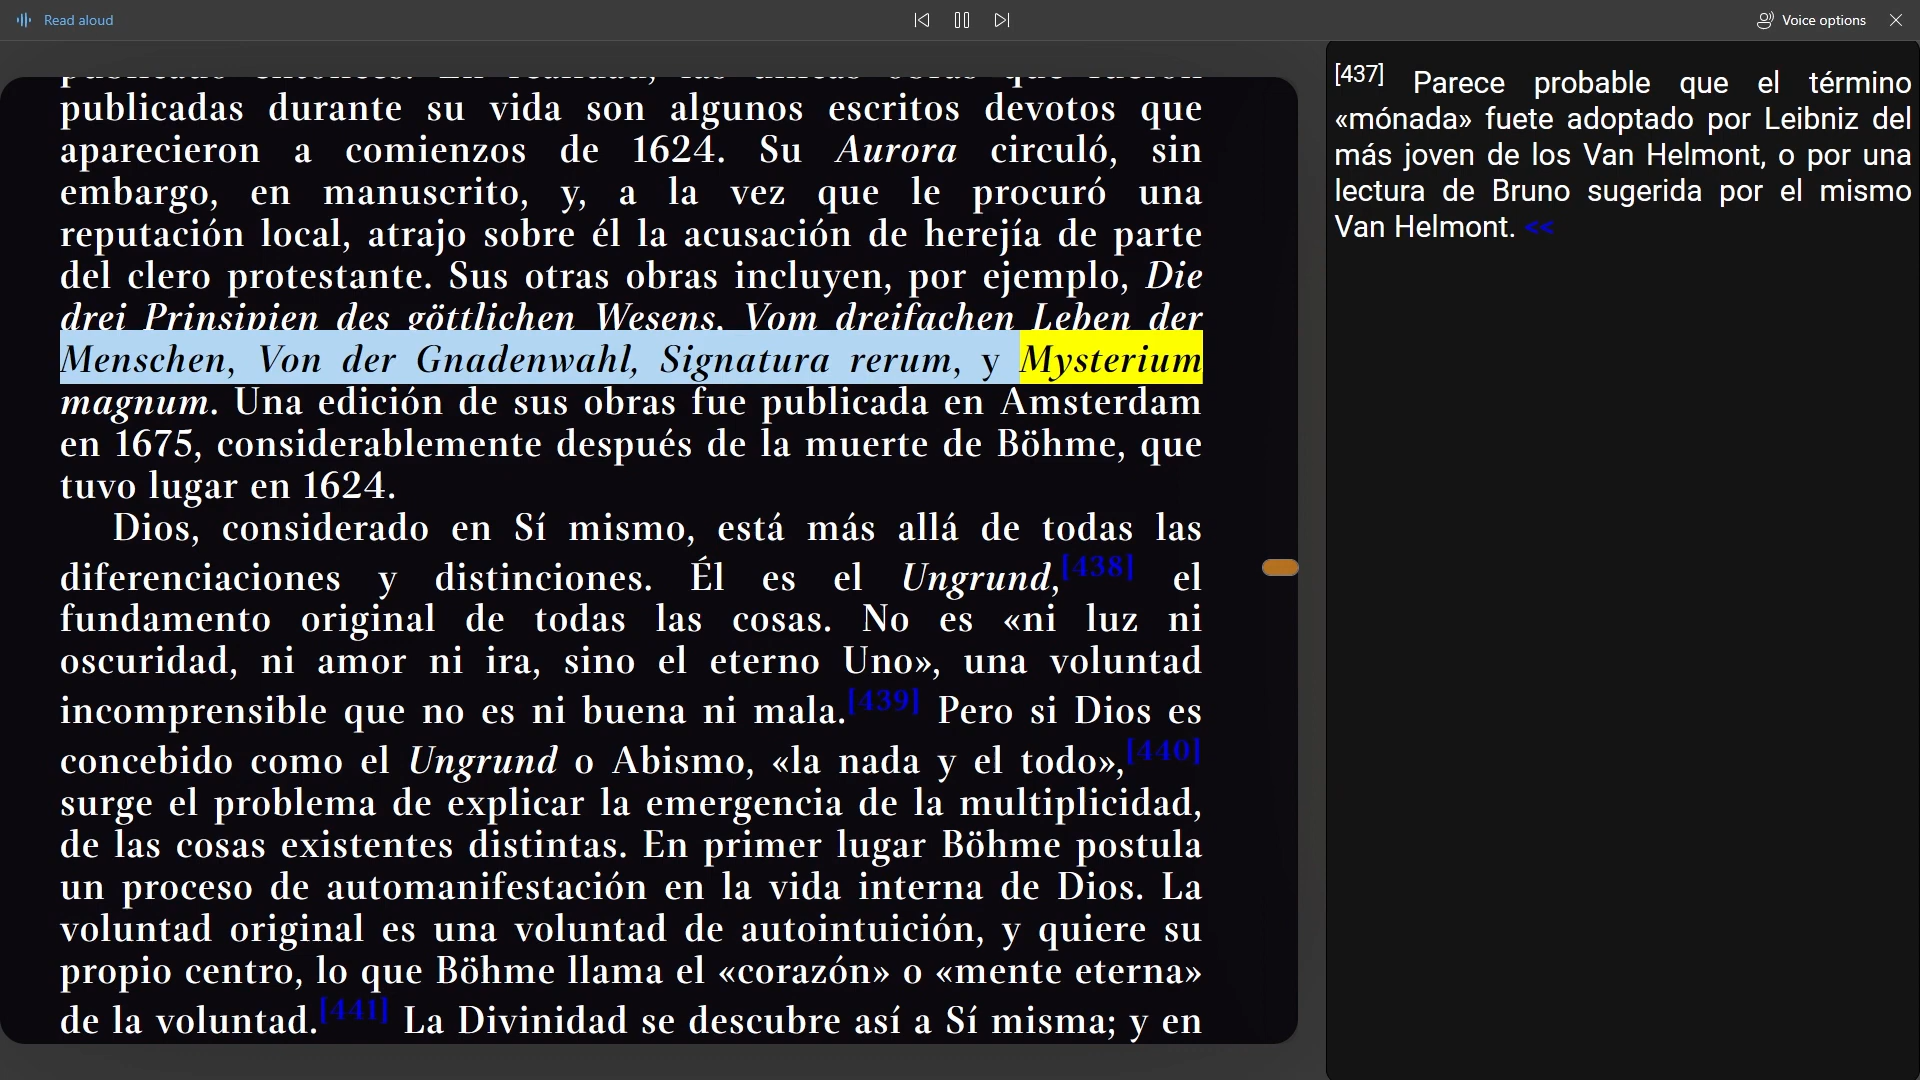 Read aloud
Voice options
publicadas durante su vida son algunos escritos devotos que
aparecieron a comienzos de 1624. Su Aurora circuló, sin
embargo, en manuscrito, y, a la vez que le procuró una
reputación local, atrajo sobre él la acusación de herejía de parte
del clero protestante. Sus otras obras incluyen, por ejemplo, Die
drei Prinsipien des göttlichen Wesens, Vom dreifachen Leben der
Menschen, Von der Gnadenwahl, Signatura rerum, y Mysterium
magnum. Una edición de sus obras fue publicada en Amsterdam
en 1675, considerablemente después de la muerte de Böhme, que
tuvo lugar en 1624.
Dios, considerado en Sí mismo, está más allá de todas las
diferenciaciones y distinciones. Él es el Ungrund,[438] el
fundamento original de todas las cosas. No es «ni luz ni
oscuridad, ni amor ni ira, sino el eterno Uno», una voluntad
incomprensible que no es ni buena ni mala.[439] Pero si Dios es
concebido como el Ungrund o Abismo, «la nada y el todo»,[440]
surge el problema de explicar la emergencia de la multiplicidad,
de las cosas existentes distintas. En primer lugar Böhme postula
un proceso de automanifestación en la vida interna de Dios. La
voluntad original es una voluntad de autointuición, y quiere su
propio centro, lo que Böhme llama el «corazón» o «mente eterna»
de la voluntad.[441] La Divinidad se descubre así a Sí misma; y en
[437] Parece probable que el término
«mónada» fuete adoptado por Leibniz del
más joven de los Van Helmont, o por una
lectura de Bruno sugerida por el mismo
Van Helmont. <<